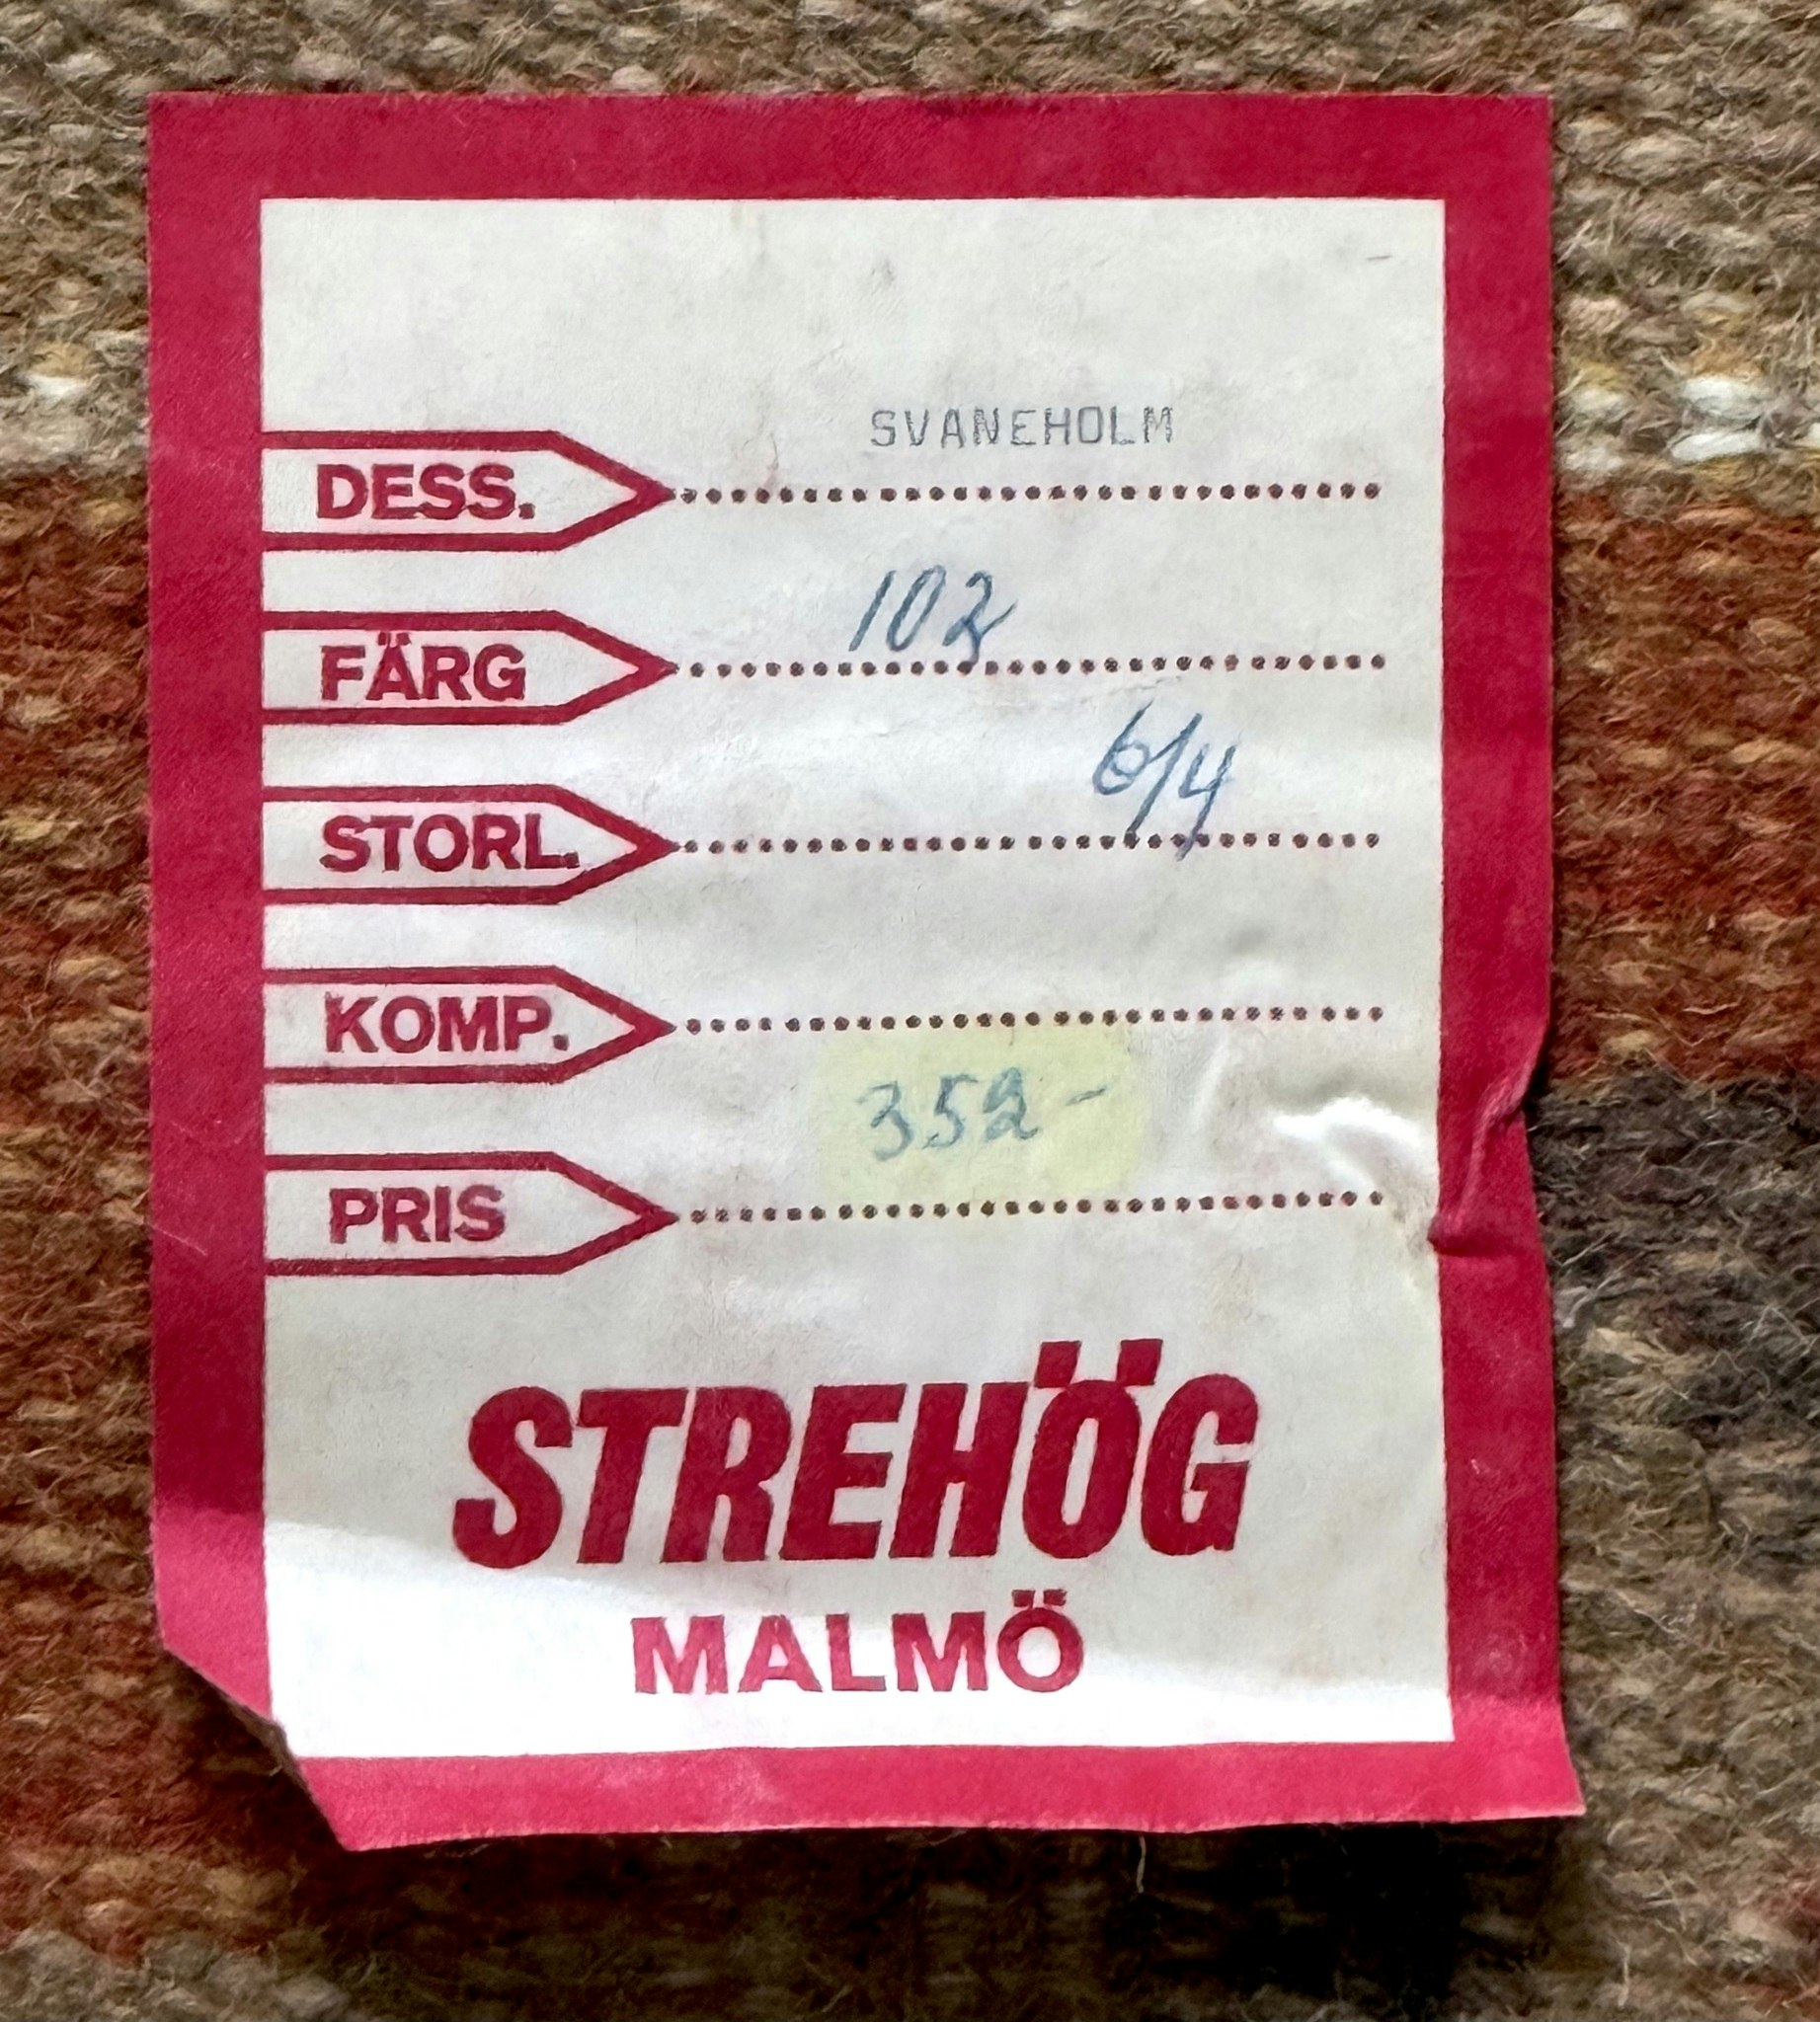 SVANEHOLM
DESS.
102
FÄRG
6/4
STORL.
KOMP.
352-
PRIS
STREHÖG
MALMÖ